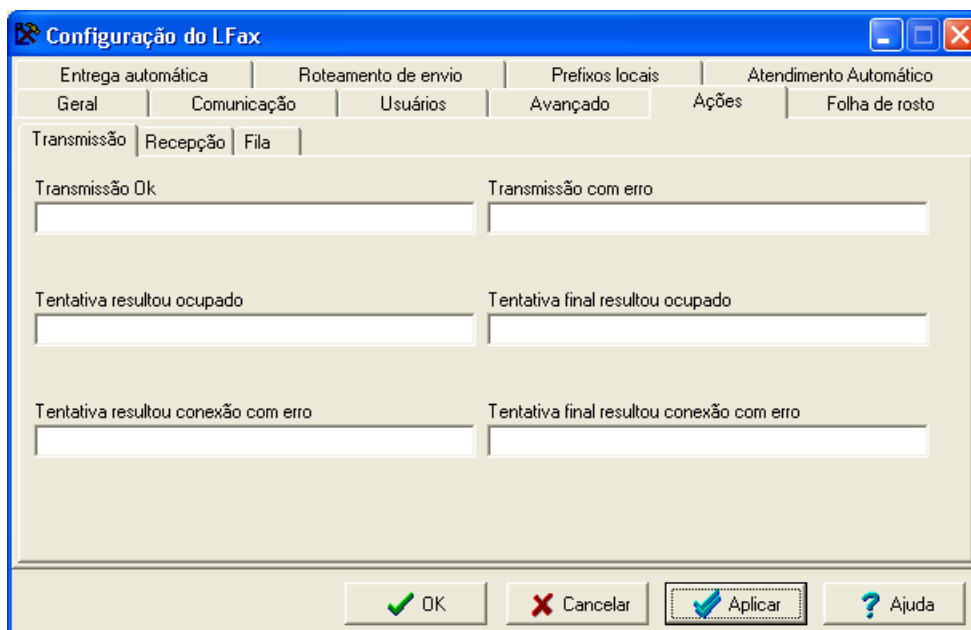 Configuração do LFax
Entrega automática Roteamento de envio Prefixos locais Atendimento Automático
Geral Comunicação Usuários Avançado Ações Folha de rosto
Transmissão Recepção Fila
Transmissão Ok Transmissão com erro
Tentativa resultou ocupado Tentativa final resultou ocupado
Tentativa resultou conexão com erro Tentativa final resultou conexão com erro
OK Cancelar Aplicar Ajuda